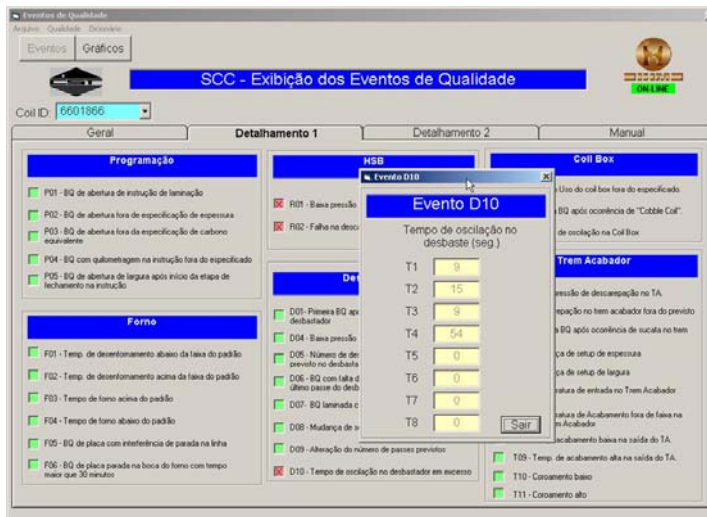 Eventos de Qualidade
Arquivo Qualidade Dicionário
Eventos Gráficos
SCC - Exibição dos Eventos de Qualidade
ON-LINE
Coil ID: 6601866
Geral Detalhamento 1 Detalhamento 2 Manual
Programação
P01 - BQ de abertura de instrução de laminação
P02 - BQ de abertura fora de especificação de espessura
P03 - BQ de abertura fora da especificação de carbono
equivalente
P04 - BQ com quilometragem na instrução fora do especificado
P05 - BQ de abertura de largura após início da etapa de
fechamento na instrução
Forno
F01 - Temp. de desenfornamento abaixo da faixa do padrão
F02 - Temp. de desenfornamento acima da faixa do padrão
F03 - Tempo de forno acima do padrão
F04 - Tempo de forno abaixo do padrão
F05 - BQ de placa com interferência de parada na linha
F06 - BQ de placa parada na boca do forno com tempo
maior que 30 minutos
HSB
R01 - Baixa pressão
R02 - Falha na desca
Des
D01- Primeira BQ apó
desbastador
D04 - Baixa pressão
D05 - Número de des
previsto no desbasta
D06 - BQ com falta d
último passe do desb
D07- BQ laminada c
D08 - Mudança de s
D09 - Alteração do número de passes previstos
D10 - Tempo de oscilação no desbastador em excesso
Evento D10
Evento D10
Tempo de oscilação no
desbaste (seg.)
T1 9
T2 15
T3 9
T4 54
T5 0
T6 0
T7 0
T8 0
Sair
Coil Box
Uso do coil box fora do especificado.
BQ após ocorrência de "Cobble Coil".
de oscilação na Coil Box
Trem Acabador
ressão de descarepação no TA.
repação no trem acabador fora do previsto
a BQ após ocorrência de sucata no trem
ça de setup de espessura
ça de setup de largura
ratura de entrada no Trem Acabador
ratura de Acabamento fora de faixa na
m Acabador
acabamento baixa na saída do TA.
T09 - Temp. de acabamento alta na saída do TA.
T10 - Coroamento baixo
T11 - Coroamento alto